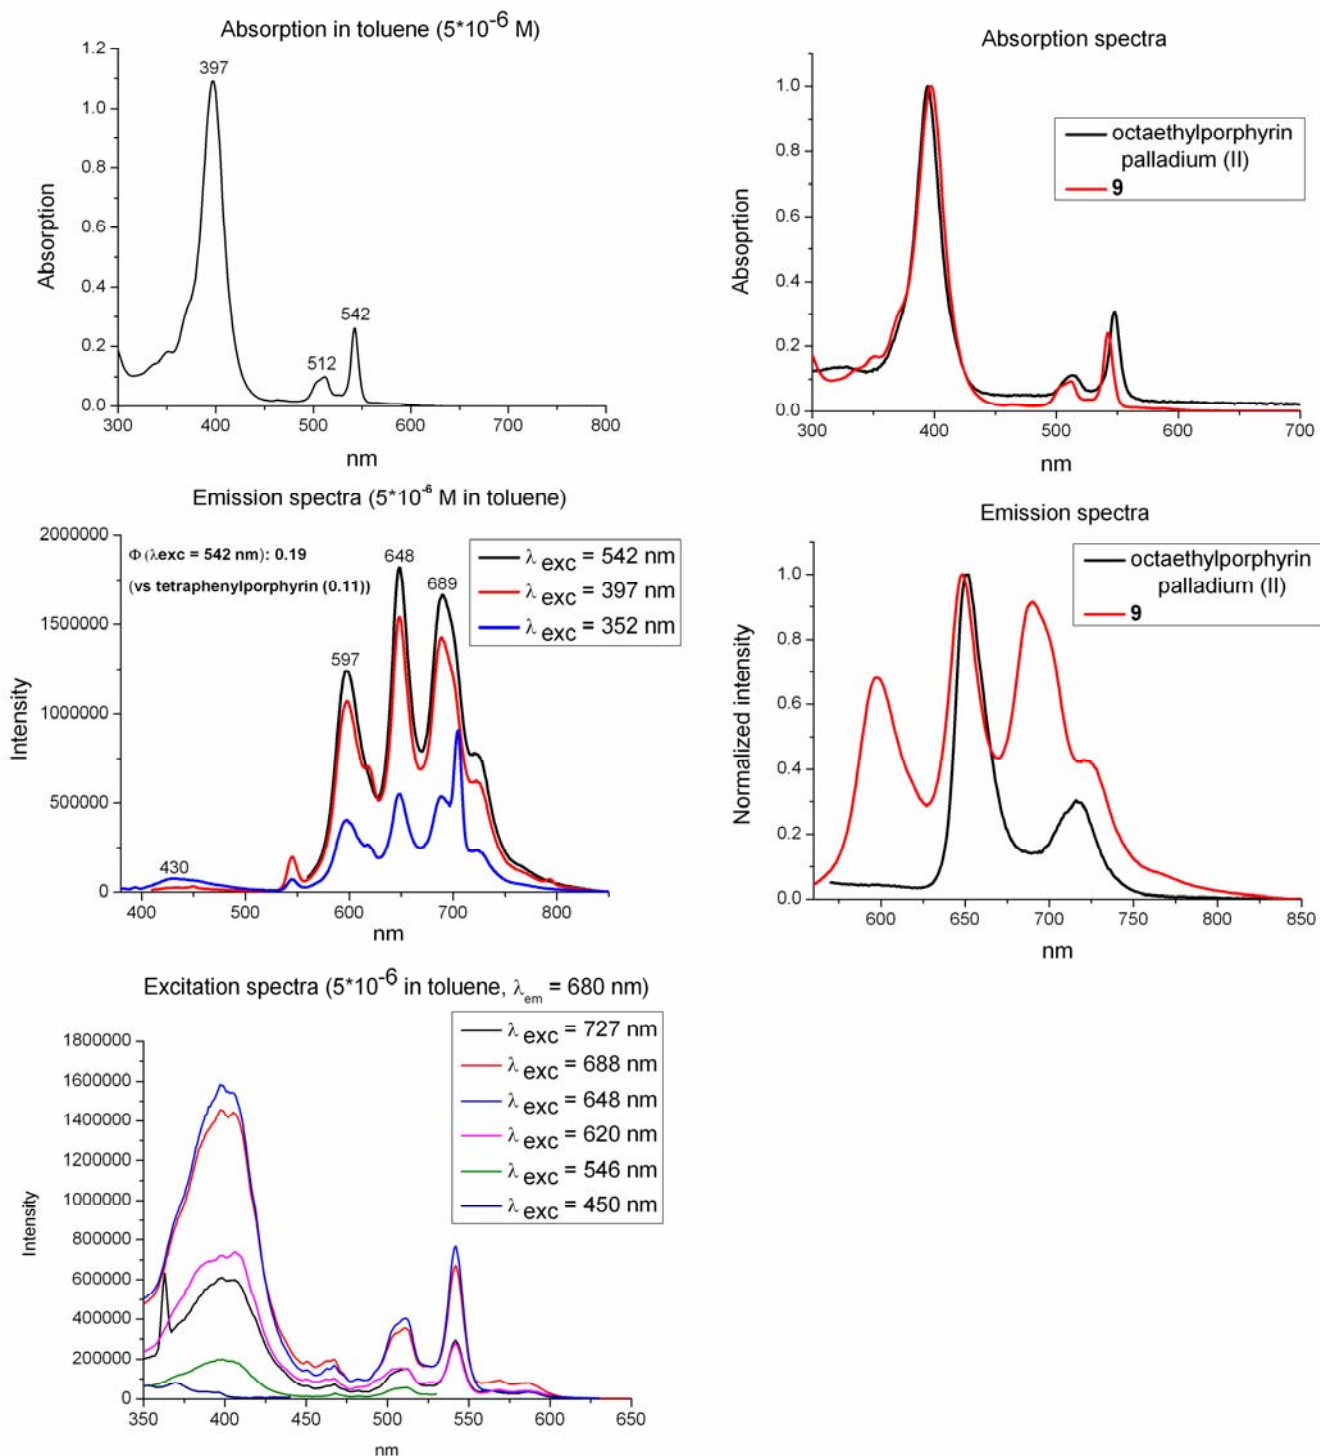 Absorption in toluene (5*10-6 M)
1.2
1.0
0.8
0.6
0.4
0.2
0.0
397
512
542
300 400 500 600 700 800
Absorption
nm
Absorption spectra
octaethylporphyrin
palladium (II)
9
1.0
0.8
0.6
0.4
0.2
0.0
300 400 500 600 700
Absoprtion
nm
Emission spectra (5*10-6 M in toluene)
Φ (λexc = 542 nm): 0.19
(vs tetraphenylporphyrin (0.11))
λ exc = 542 nm
λ exc = 397 nm
λ exc = 352 nm
2000000
1500000
1000000
500000
0
430
597
648
689
400 500 600 700 800
Intensity
nm
Emission spectra
octaethylporphyrin
palladium (II)
9
1.0
0.8
0.6
0.4
0.2
0.0
600 650 700 750 800 850
Normalized intensity
nm
Excitation spectra (5*10-6 in toluene, λem = 680 nm)
λ exc = 727 nm
λ exc = 688 nm
λ exc = 648 nm
λ exc = 620 nm
λ exc = 546 nm
λ exc = 450 nm
1800000
1600000
1400000
1200000
1000000
800000
600000
400000
200000
0
350 400 450 500 550 600 650
Intensity
nm